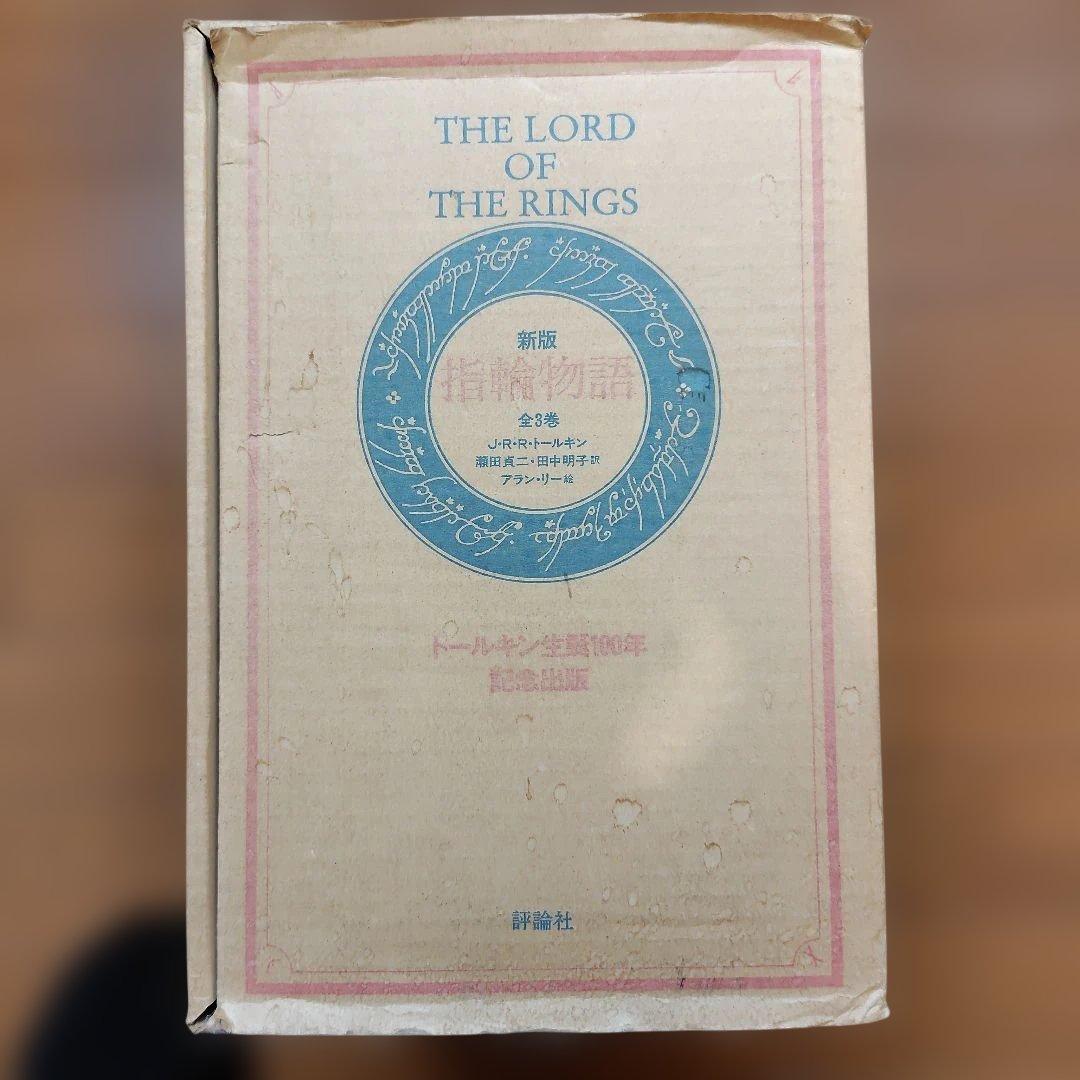 THE LORD
OF
THE RINGS
新版
指輪物語
全3巻
J・R・R・トールキン
瀬田貞二・田中明子訳
アラン・リー絵
トールキン生誕100年
記念出版
評論社